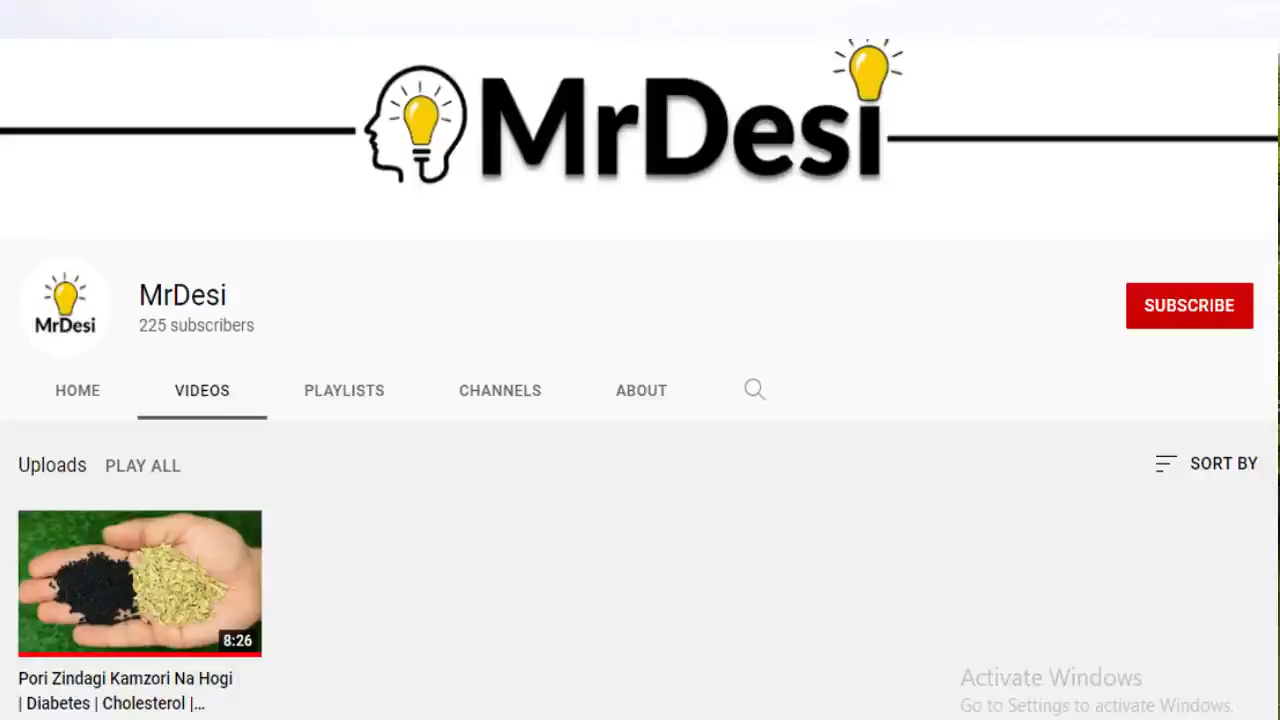 MrDesi
MrDesi
MrDesi
225 subscribers
SUBSCRIBE
HOME VIDEOS PLAYLISTS CHANNELS ABOUT
Uploads PLAY ALL SORT BY
8:26
Pori Zindagi Kamzori Na Hogi
| Diabetes | Cholesterol |...
Activate Windows
Go to Settings to activate Windows.